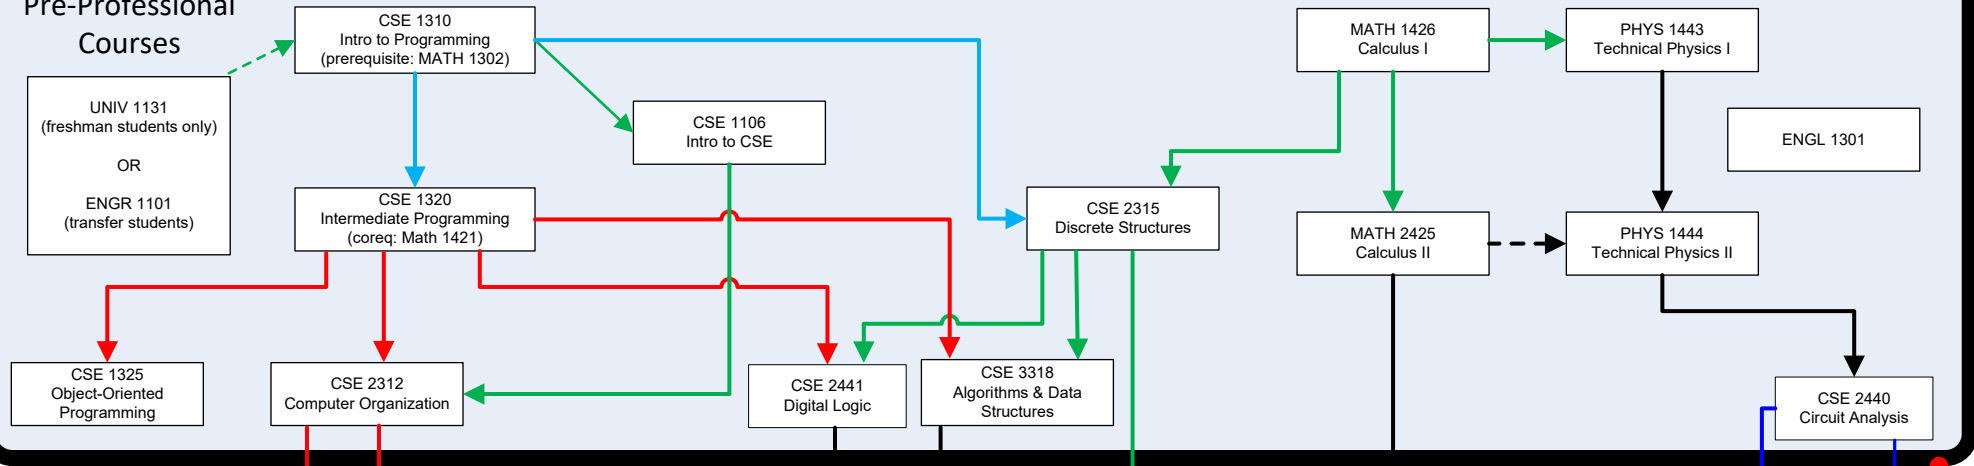 Pre-Professional
Courses
CSE 1310
Intro to Programming
(prerequisite: MATH 1302)
MATH 1426
Calculus I
PHYS 1443
Technical Physics I
UNIV 1131
(freshman students only)
OR
ENGR 1101
(transfer students)
CSE 1106
Intro to CSE
ENGL 1301
CSE 1320
Intermediate Programming
(coreq: Math 1421)
CSE 2315
Discrete Structures
MATH 2425
Calculus II
PHYS 1444
Technical Physics II
CSE 1325
Object-Oriented
Programming
CSE 2312
Computer Organization
CSE 2441
Digital Logic
CSE 3318
Algorithms & Data
Structures
CSE 2440
Circuit Analysis